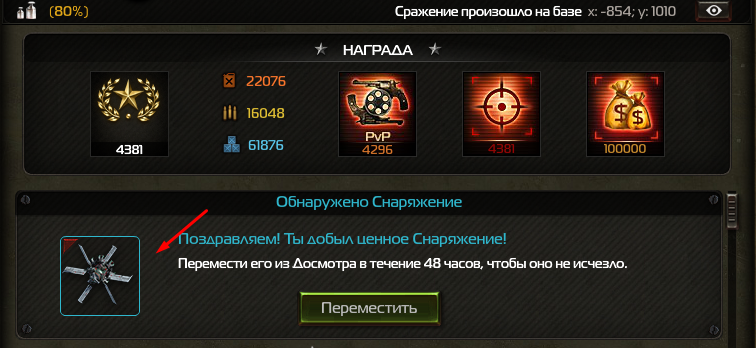 (80%)
Сражение произошло на базе x: -854; y: 1010
НАГРАДА
4381
22076
16048
61876
PvP
4296
4381
100000
Обнаружено Снаряжение
Поздравляем! Ты добыл ценное Снаряжение!
Перемести его из Досмотра в течение 48 часов, чтобы оно не исчезло.
Переместить